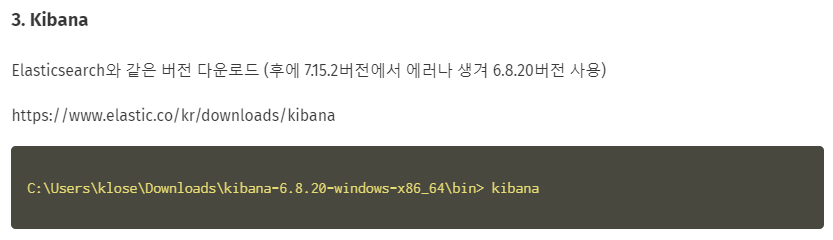 3. Kibana
Elasticsearch와 같은 버전 다운로드 (후에 7.15.2버전에서 에러나 생겨 6.8.20버전 사용)
https://www.elastic.co/kr/downloads/kibana
C:\Users\klose\Downloads\kibana-6.8.20-windows-x86_64\bin> kibana